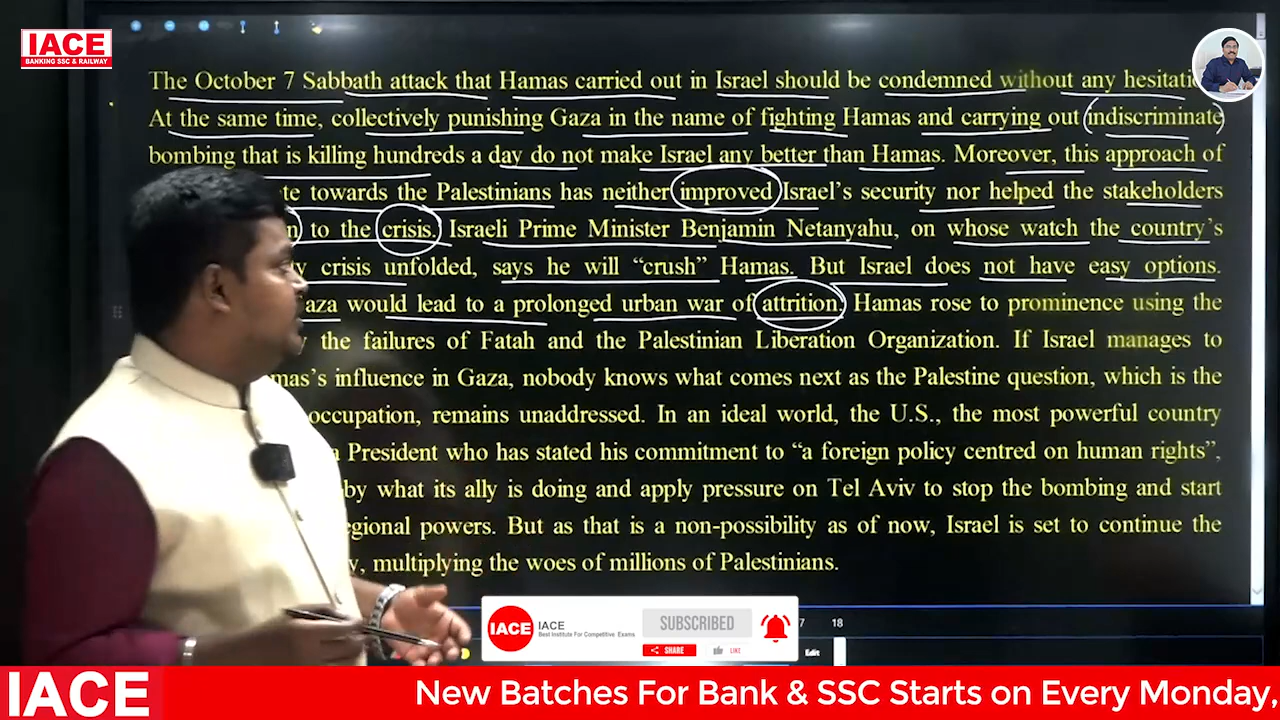 IACE
BANKING SSC & RAILWAY
The October 7 Sabbath attack that Hamas carried out in Israel should be condemned without any
At the same time, collectively punishing Gaza in the name of fighting Hamas and carrying out indiscriminate
bombing that is killing hundreds a day do not make Israel any better than Hamas. Moreover, this approach of
towards the Palestinians has neither improved Israel's security nor helped the stakeholders
to the crisis. Israeli Prime Minister Benjamin Netanyahu, on whose watch the country's
crisis unfolded, says he will "crush" Hamas. But Israel does not have easy options.
would lead to a prolonged urban war of attrition. Hamas rose to prominence using the
the failures of Fatah and the Palestinian Liberation Organization. If Israel manages to
influence in Gaza, nobody knows what comes next as the Palestine question, which is the
occupation, remains unaddressed. In an ideal world, the U.S., the most powerful country
President who has stated his commitment to "a foreign policy centred on human rights",
by what its ally is doing and apply pressure on Tel Aviv to stop the bombing and start
powers. But as that is a non-possibility as of now, Israel is set to continue the
multiplying the woes of millions of Palestinians.
IACE
IACE
Best Institute For Competitive Exams
SUBSCRIBED
SHARE
LIKE
7 18
Edit
IACE
New Batches For Bank & SSC Starts on Every Monday,